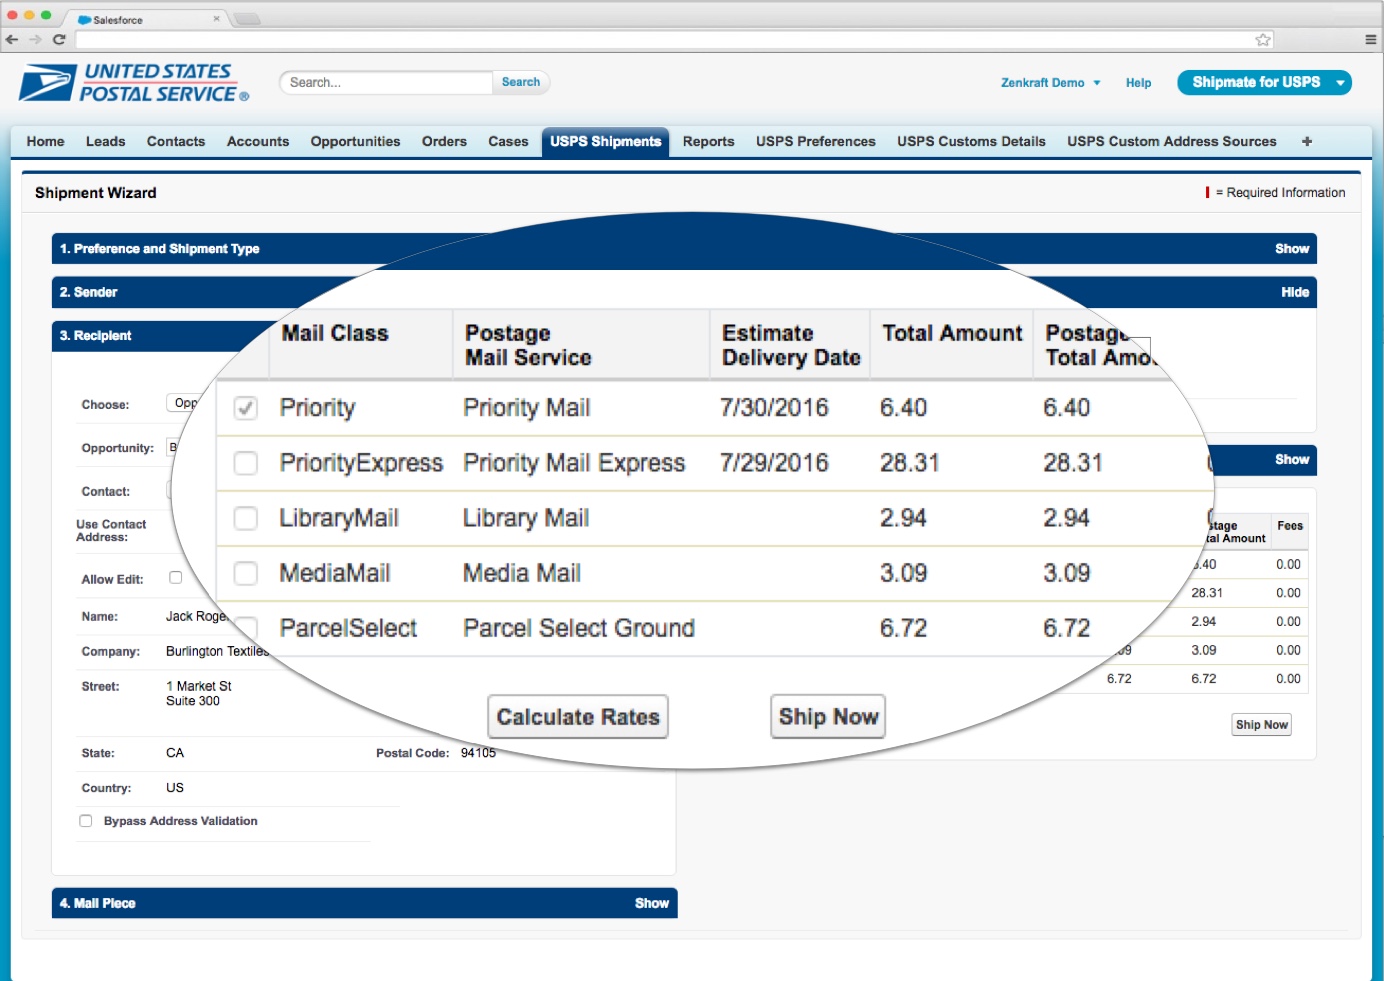 Salesforce
UNITED STATES
POSTAL SERVICE ®
Search...
Search
Zenkraft Demo
Help
Shipmate for USPS
Home Leads Contacts Accounts Opportunities Orders Cases USPS Shipments Reports USPS Preferences USPS Customs Details USPS Custom Address Sources +
Shipment Wizard
= Required Information
1. Preference and Shipment Type Show
2. Sender Hide
3. Recipient
Mail Class
Postage
Mail Service
Estimate
Delivery Date
Total Amount
Postage
Total Amo
Priority Priority Mail 7/30/2016 6.40 6.40
PriorityExpress Priority Mail Express 7/29/2016 28.31 28.31
LibraryMail Library Mail 2.94 2.94
MediaMail Media Mail 3.09 3.09
ParcelSelect Parcel Select Ground 6.72 6.72
Calculate Rates Ship Now
Choose: Opp
Opportunity: B
Contact:
Use Contact
Address:
Allow Edit:
Name: Jack Roge
Company: Burlington Textiles
Street: 1 Market St
Suite 300
State: CA Postal Code: 94105
Country: US
Bypass Address Validation
4. Mail Piece Show
Show
stage
tal Amount
Fees
.40 0.00
28.31 0.00
2.94 0.00
.09 3.09 0.00
6.72 6.72 0.00
Ship Now